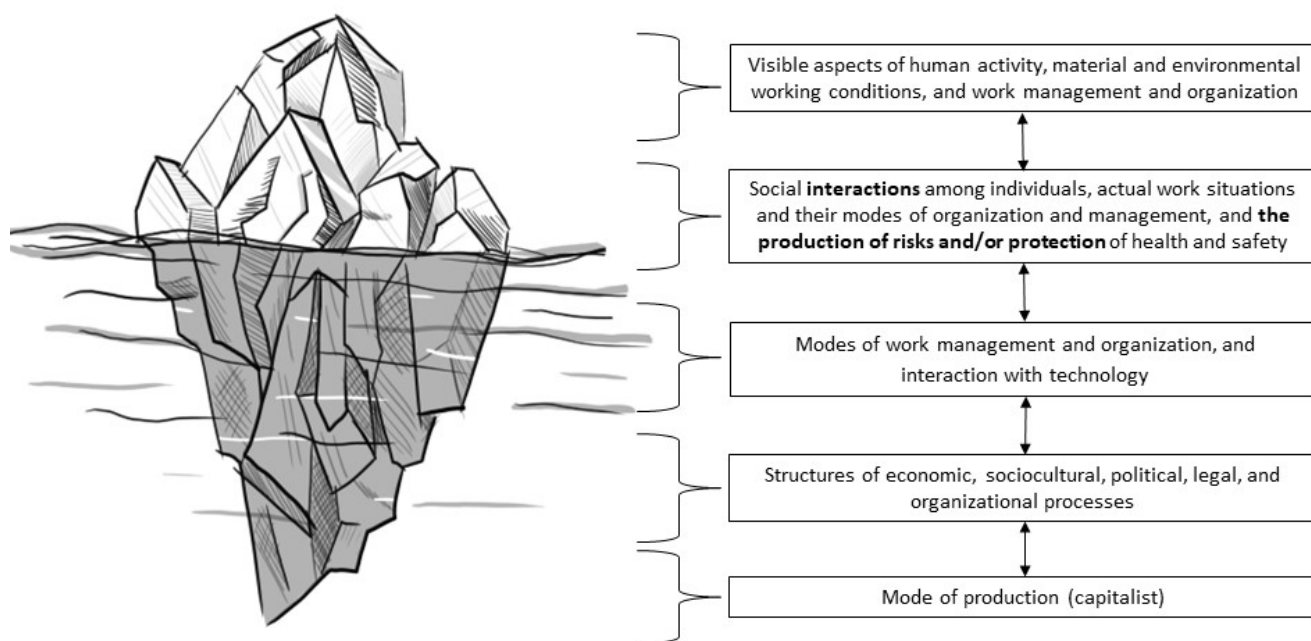 Visible aspects of human activity, material and environmental
working conditions, and work management and organization
Social interactions among individuals, actual work situations
and their modes of organization and management, and the
production of risks and/or protection of health and safety
Modes of work management and organization, and
interaction with technology
Structures of economic, sociocultural, political, legal, and
organizational processes
Mode of production (capitalist)